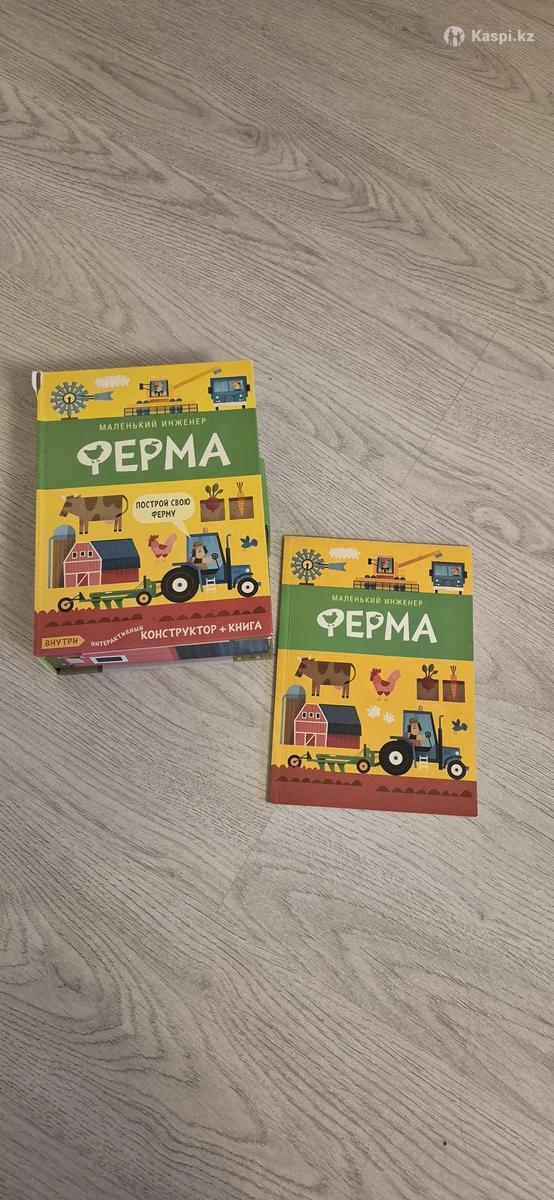 Kaspi.kz
МАЛЕНЬКИЙ ИНЖЕНЕР
ФЕРМА
ПОСТРОЙ СВОЮ
ФЕРМУ
ВНУТРИ
ИНТЕРАКТИВНЫЙ КОНСТРУКТОР + КНИГА
МАЛЕНЬКИЙ ИНЖЕНЕР
ФЕРМА